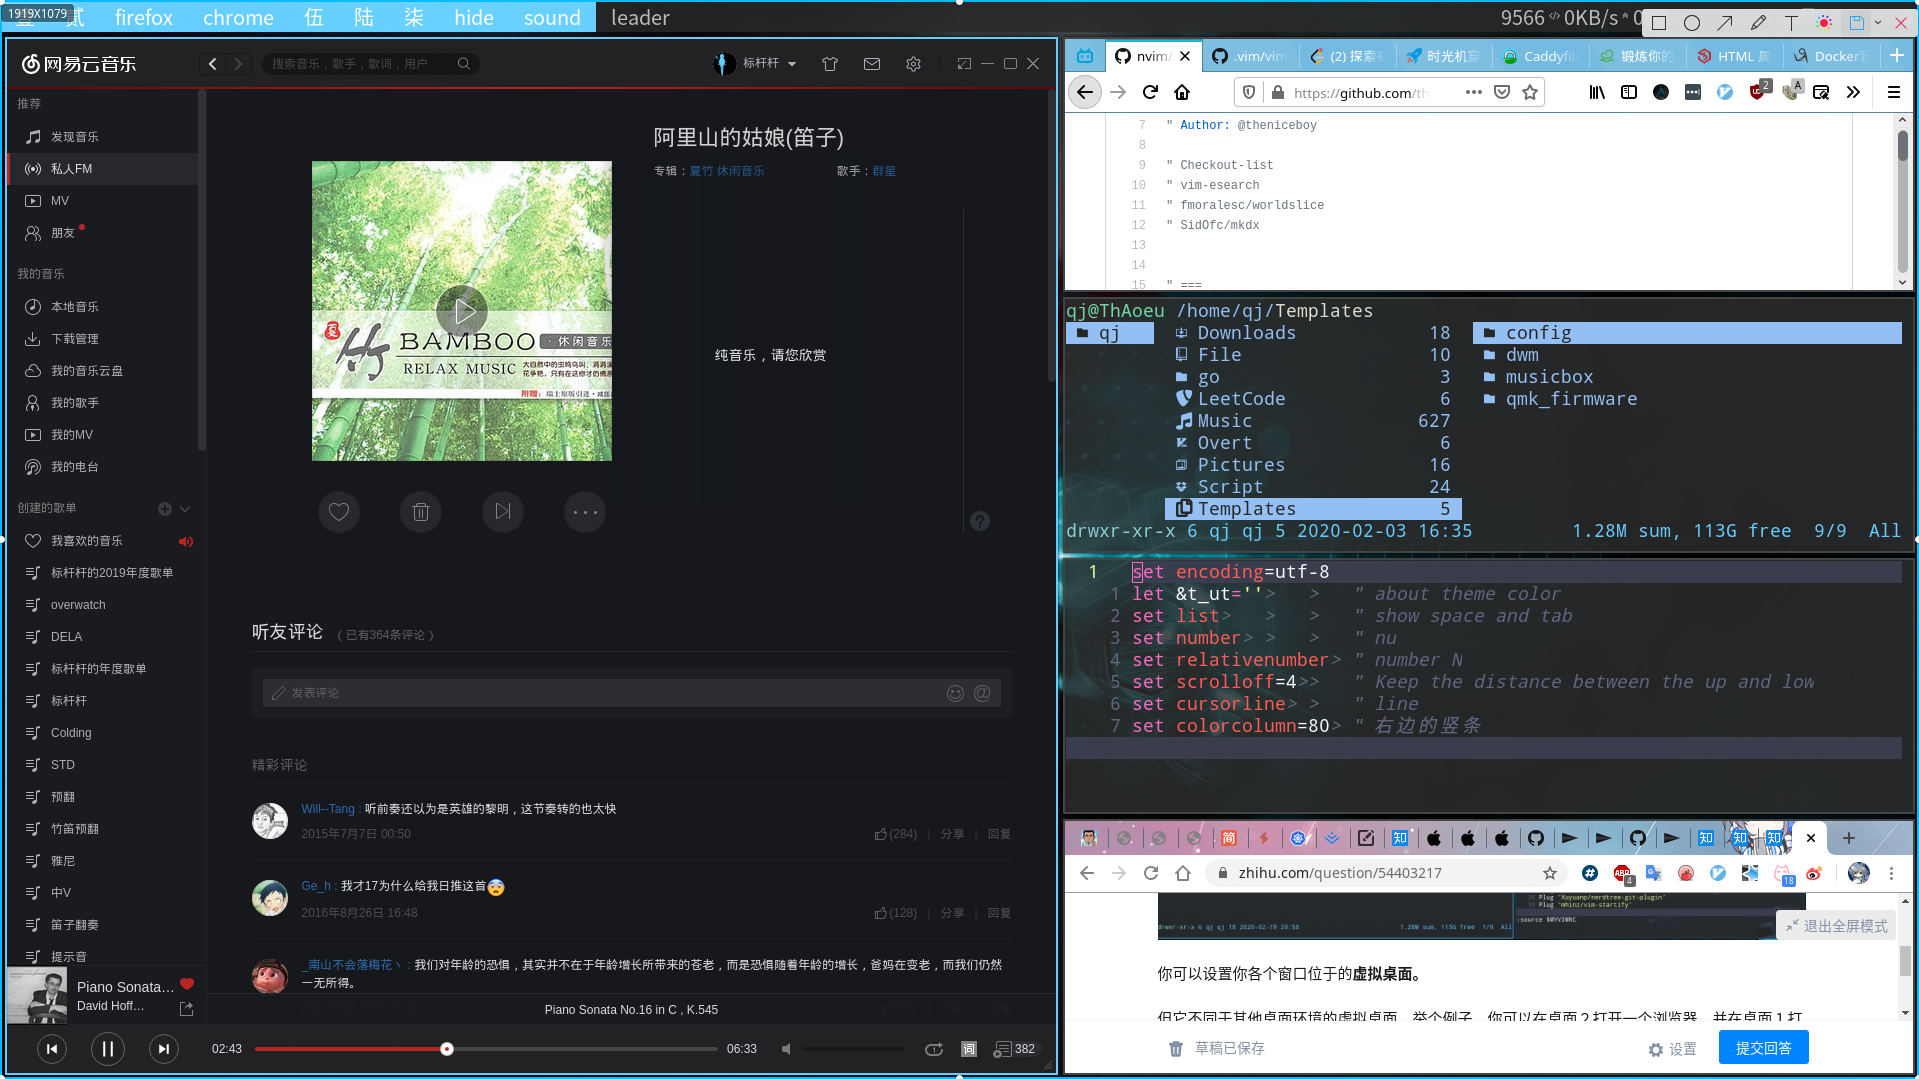 1919X1079
壹 贰 firefox chrome 伍 陆 柒 hide sound leader
9566 0KB/s
网易云音乐
搜索音乐，歌手，歌词，用户
标杆杆
推荐
发现音乐
私人FM
MV
朋友
我的音乐
本地音乐
下载管理
我的音乐云盘
我的歌手
我的MV
我的电台
创建的歌单
我喜欢的音乐
标杆杆的2019年度歌单
overwatch
DELA
标杆杆的年度歌单
标杆杆
Colding
STD
预翻
竹笛预翻
雅尼
中V
笛子翻奏
提示音
Piano Sonata...
David Hoff...
阿里山的姑娘(笛子)
专辑：夏竹 休闲音乐 歌手：群星
夏
竹
BAMBOO · 休闲音乐
RELAX MUSIC
纯音乐，请您欣赏
听友评论 （已有364条评论）
发表评论
精彩评论
Will--Tang : 听前奏还以为是英雄的黎明，这节奏转的也太快
2015年7月7日 00:50 (284) | 分享 | 回复
Ge_h : 我才17为什么给我日推这首
2016年8月26日 16:48 (128) | 分享 | 回复
_南山不会落梅花丶 : 我们对年龄的恐惧，其实并不在于年龄增长所带来的苍老，而是恐惧随着年龄的增长，爸妈在变老，而我们仍然
一无所得。
Piano Sonata No.16 in C , K.545
02:43 06:33 词 382
nvim/ .vim/vim (2) 探索 时光机穿 Caddyfil 锻炼你的 HTML 属 Docker
https://github.com/th
7 " Author: @theniceboy
8
9 " Checkout-list
10 " vim-esearch
11 " fmoralesc/worldslice
12 " SidOfc/mkdx
13
14
15 " ===
qj@ThAoeu /home/qj/Templates
qj Downloads 18 config
File 10 dwm
go 3 musicbox
LeetCode 6 qmk_firmware
Music 627
Overt 6
Pictures 16
Script 24
Templates 5
drwxr-xr-x 6 qj qj 5 2020-02-03 16:35 1.28M sum, 113G free 9/9 All
1 set encoding=utf-8
1 let &t_ut=''> > " about theme color
2 set list> > > " show space and tab
3 set number> > > " nu
4 set relativenumber> " number N
5 set scrolloff=4>> " Keep the distance between the up and low
6 set cursorline> > " line
7 set colorcolumn=80> " 右边的竖条
简 知 知 知 知
zhihu.com/question/54403217
38 Plug 'Xuyuanp/nerdtree-git-plugin'
39 Plug 'mhinz/vim-startify'
:source $MYVIMRC
退出全屏模式
你可以设置你各个窗口位于的虚拟桌面。
但它不同于其他桌面环境的虚拟桌面，举个例子，你可以在桌面 2 打开一个浏览器，并在桌面 1 打
草稿已保存 设置 提交回答